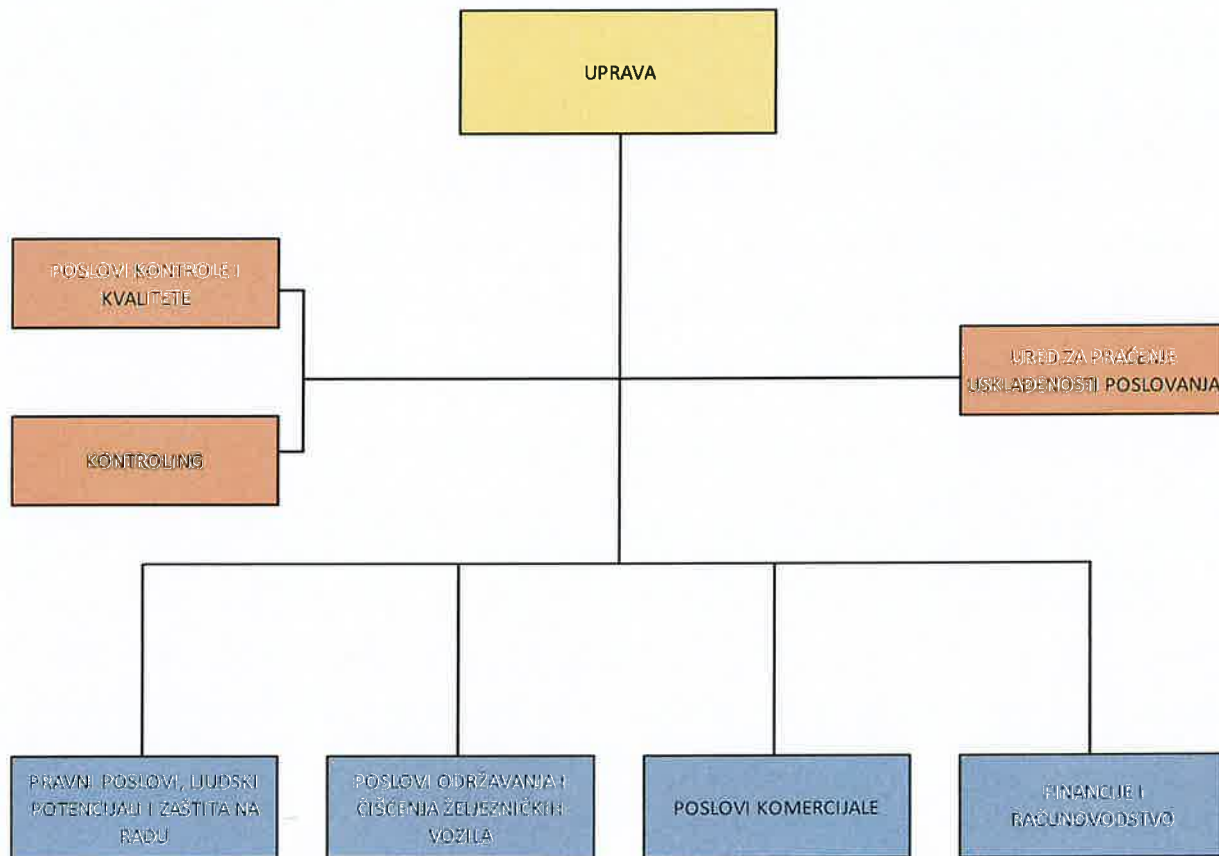 UPRAVA
POSLOVI KONTROLE I
KVALITETE
URED ZA PRAĆENJE
USKLAĐENOSTI POSLOVANJA
KONTROLING
PRAVNI POSLOVI, LJUDSKI
POTENCIJALI I ZAŠTITA NA
RADU
POSLOVI ODRŽAVANJA I
ČIŠĆENJA ŽELJEZNIČKIH
VOZILA
POSLOVI KOMERCIJALE
FINANCIJE I
RAČUNOVODSTVO